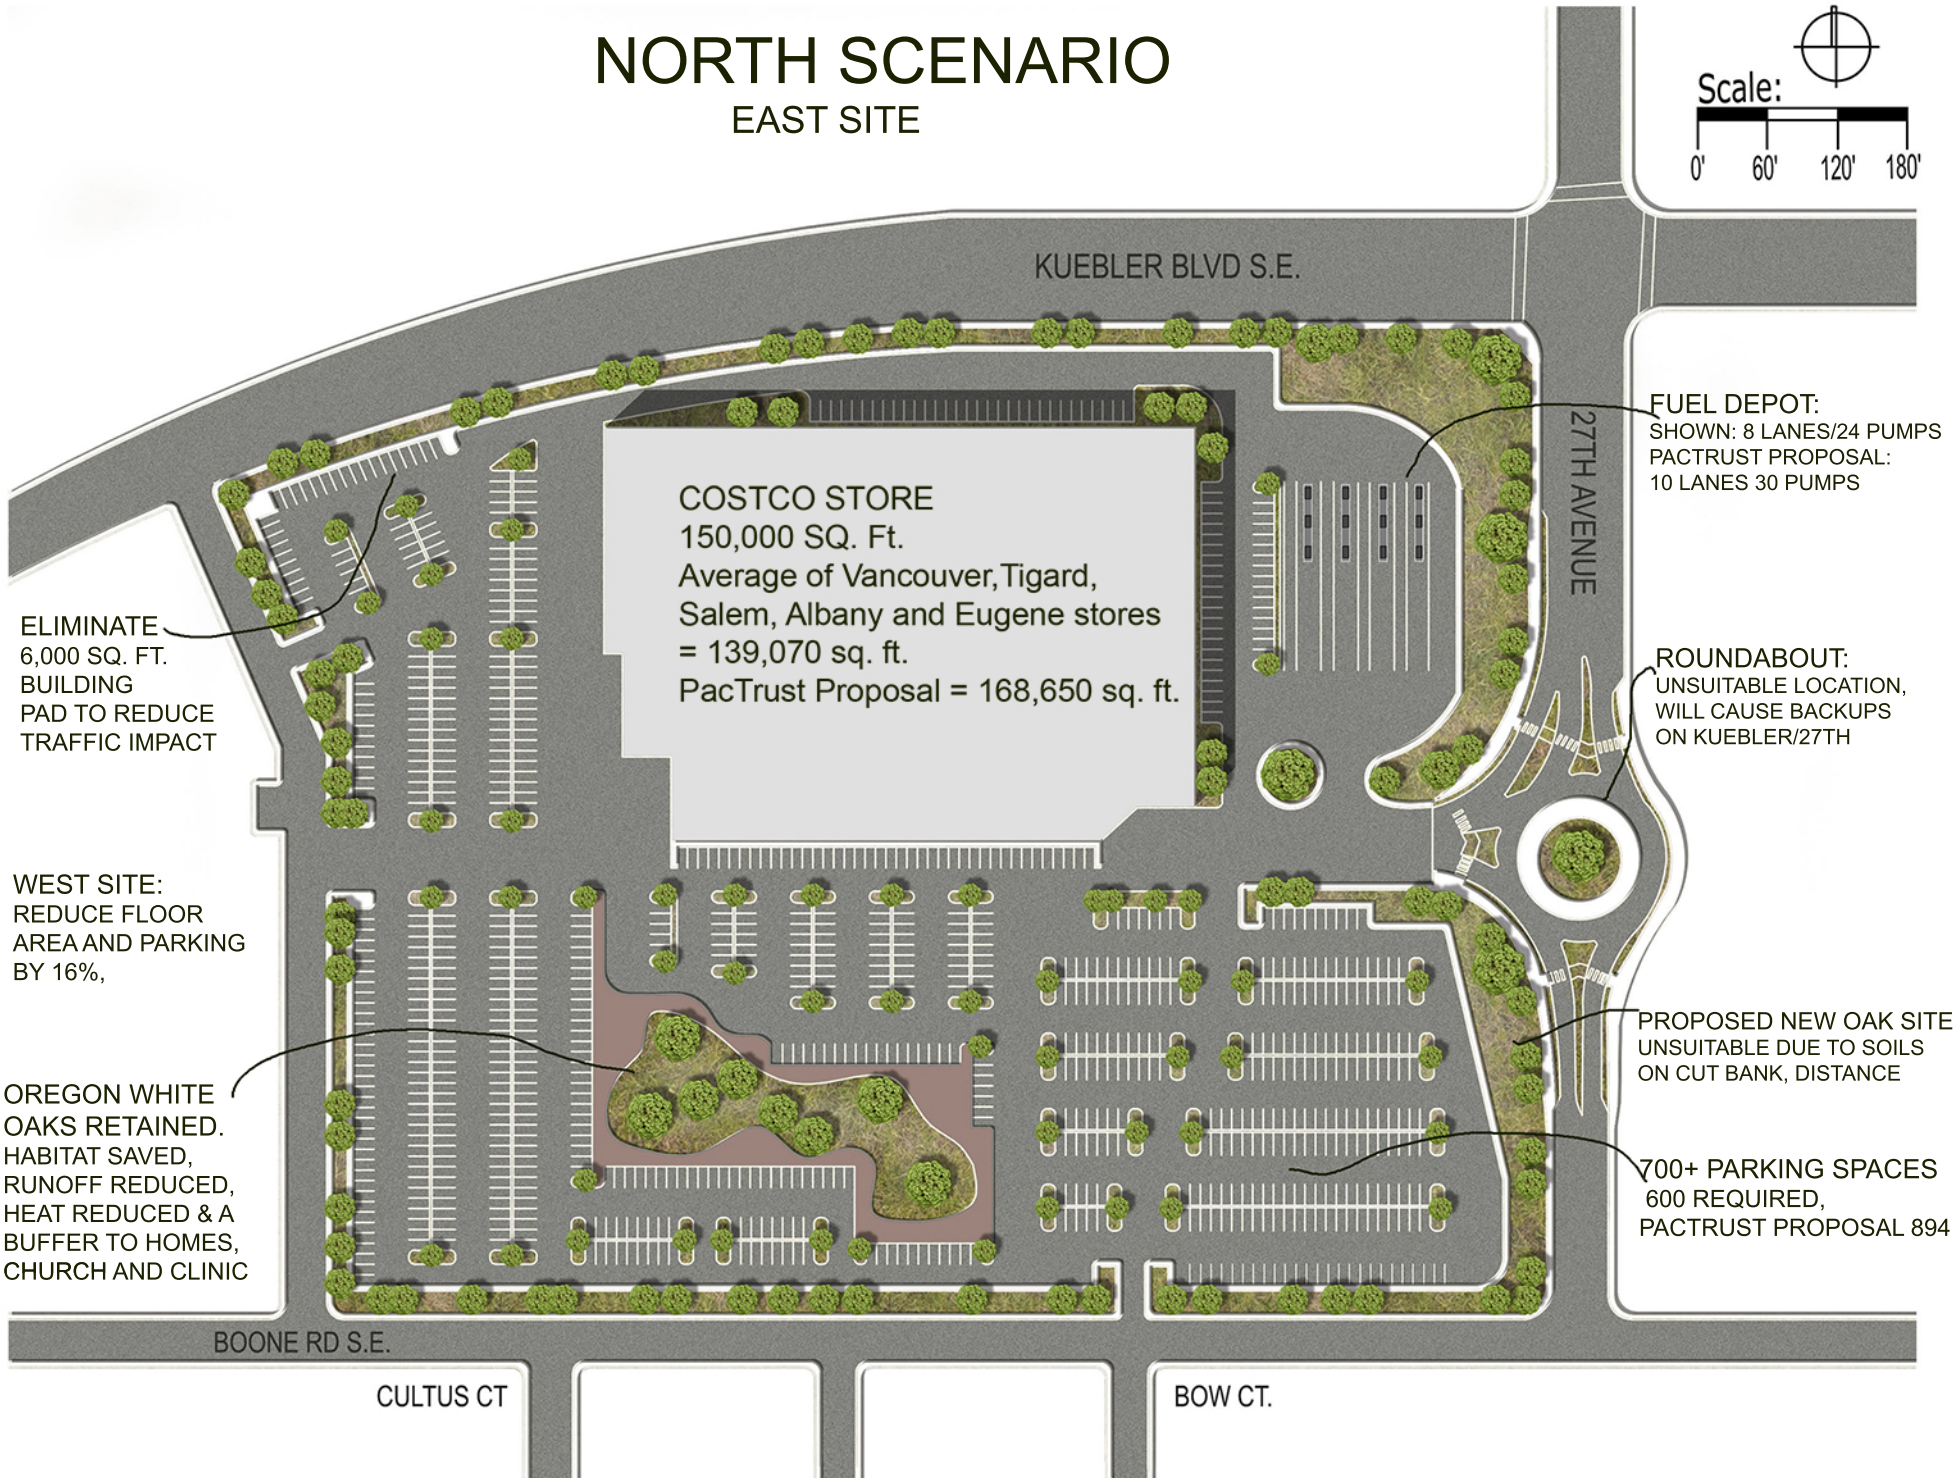 NORTH SCENARIO
EAST SITE
Scale:
0' 60' 120' 180'
KUEBLER BLVD S.E.
27TH AVENUE
FUEL DEPOT:
SHOWN: 8 LANES/24 PUMPS
PACTRUST PROPOSAL:
10 LANES 30 PUMPS
COSTCO STORE
150,000 SQ. Ft.
Average of Vancouver,Tigard,
Salem, Albany and Eugene stores
= 139,070 sq. ft.
PacTrust Proposal = 168,650 sq. ft.
ELIMINATE
6,000 SQ. FT.
BUILDING
PAD TO REDUCE
TRAFFIC IMPACT
ROUNDABOUT:
UNSUITABLE LOCATION,
WILL CAUSE BACKUPS
ON KUEBLER/27TH
WEST SITE:
REDUCE FLOOR
AREA AND PARKING
BY 16%,
PROPOSED NEW OAK SITE
UNSUITABLE DUE TO SOILS
ON CUT BANK, DISTANCE
OREGON WHITE
OAKS RETAINED.
HABITAT SAVED,
RUNOFF REDUCED,
HEAT REDUCED & A
BUFFER TO HOMES,
CHURCH AND CLINIC
700+ PARKING SPACES
600 REQUIRED,
PACTRUST PROPOSAL 894
BOONE RD S.E.
CULTUS CT
BOW CT.